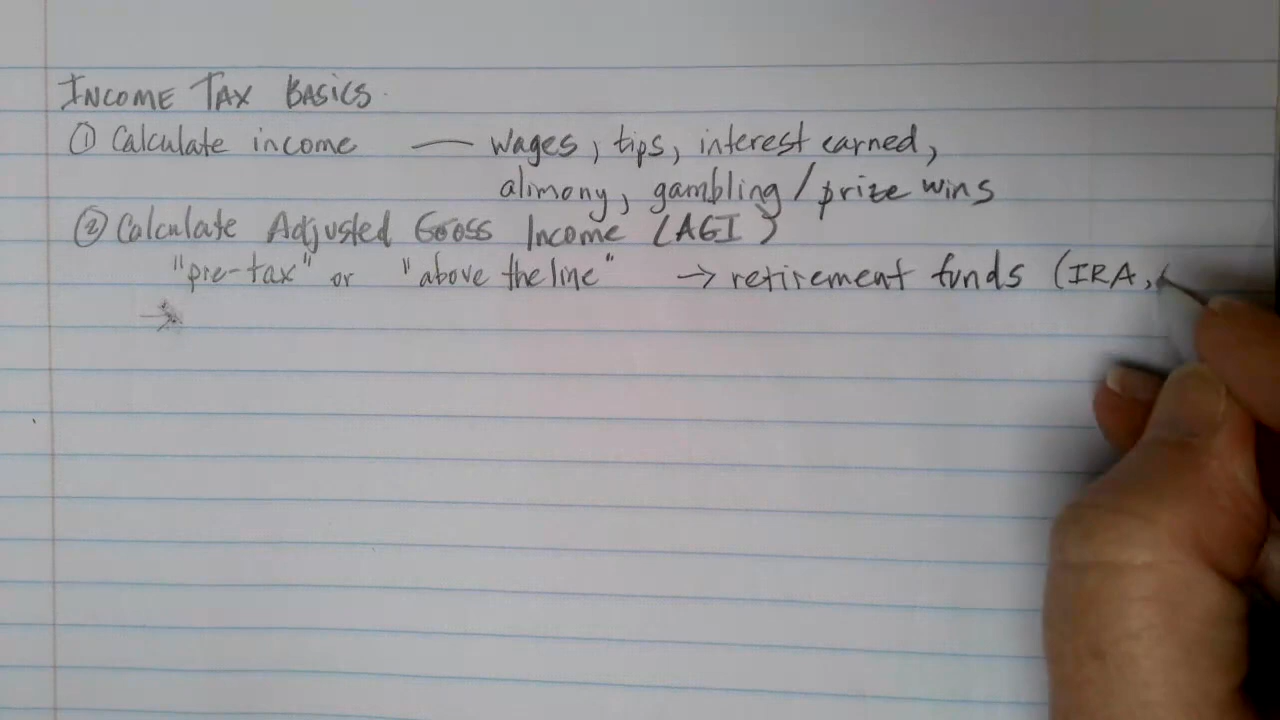 INCOME TAX BASICS
① Calculate income — wages, tips, interest earned,
alimony, gambling / prize wins
② Calculate Adjusted Gross Income (AGI)
"pre-tax" or "above the line" → retirement funds (IRA,
→